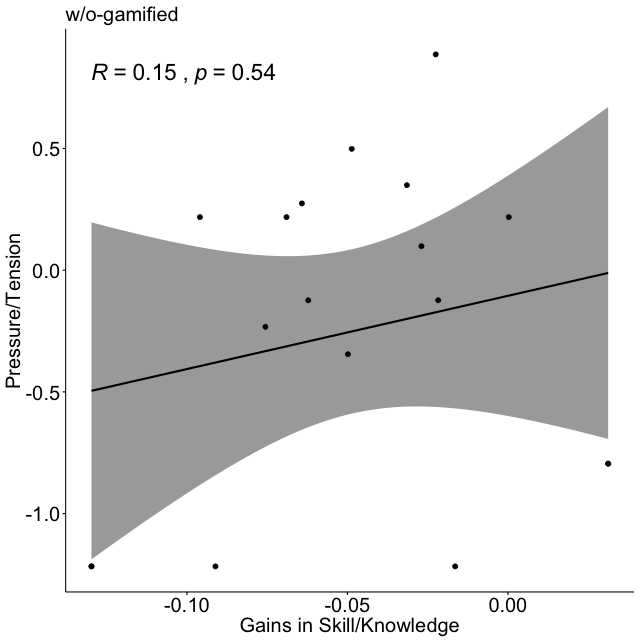 w/o-gamified
R = 0.15 , p = 0.54
Pressure/Tension
0.5
0.0
-0.5
-1.0
-0.10
-0.05
0.00
Gains in Skill/Knowledge